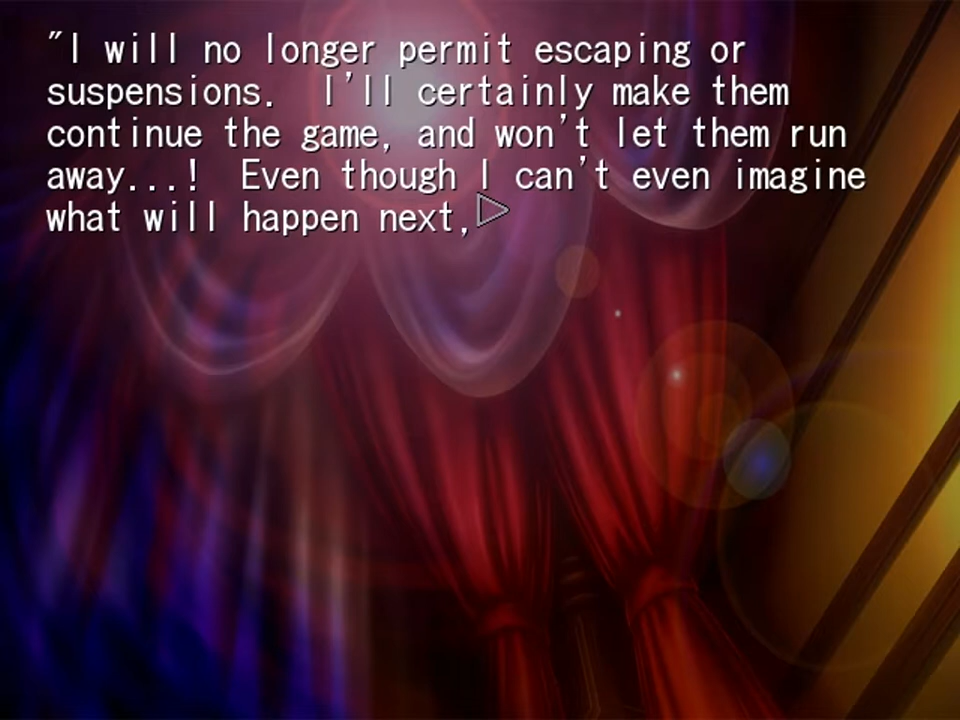 "I will no longer permit escaping or
suspensions.  I'll certainly make them
continue the game, and won't let them run
away...!  Even though I can't even imagine
what will happen next,